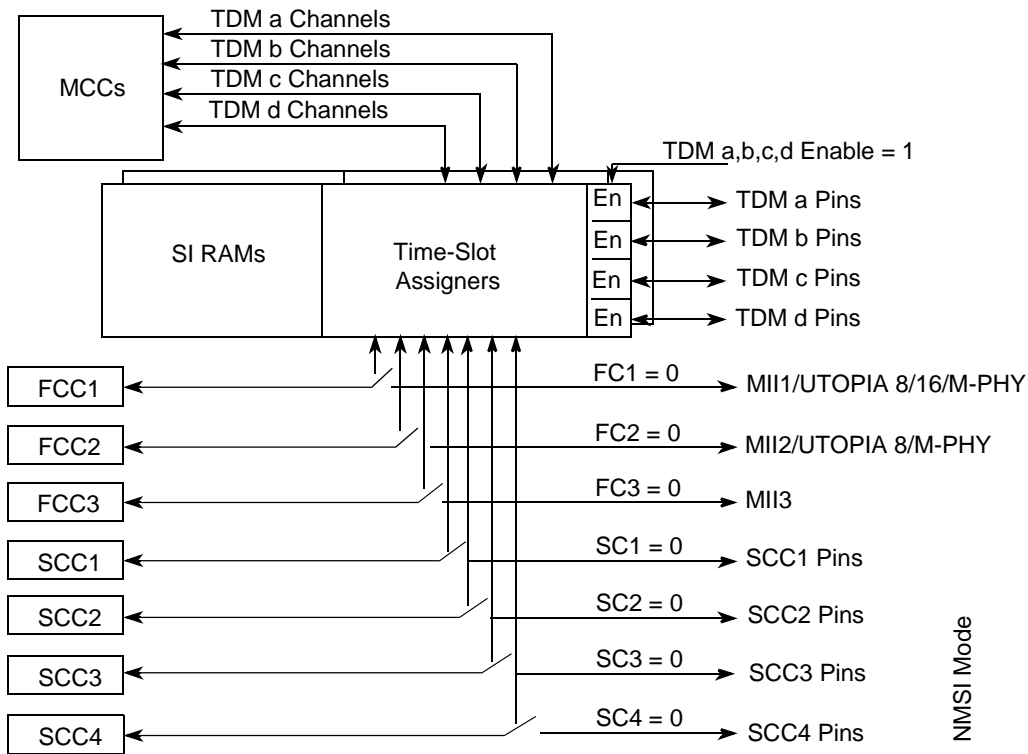 TDM a Channels
TDM b Channels
MCCs
TDM c Channels
TDM d Channels
TDM a,b,c,d Enable = 1
En
TDM a Pins
En
TDM b Pins
SI RAMs
Time-Slot
Assigners
En
TDM c Pins
En
TDM d Pins
FCC1
FC1 = 0
MII1/UTOPIA 8/16/M-PHY
FCC2
FC2 = 0
MII2/UTOPIA 8/M-PHY
FCC3
FC3 = 0
MII3
SCC1
SC1 = 0
SCC1 Pins
SCC2
SC2 = 0
SCC2 Pins
SCC3
SC3 = 0
SCC3 Pins
SCC4
SC4 = 0
SCC4 Pins
NMSI Mode